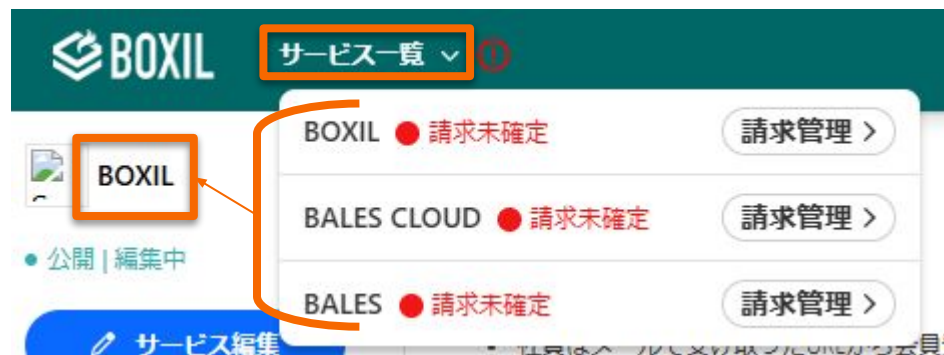 BOXIL
サービス一覧
BOXIL 請求未確定 請求管理 >
BALES CLOUD 請求未確定 請求管理 >
BALES 請求未確定 請求管理 >
BOXIL
公開 | 編集中
サービス編集